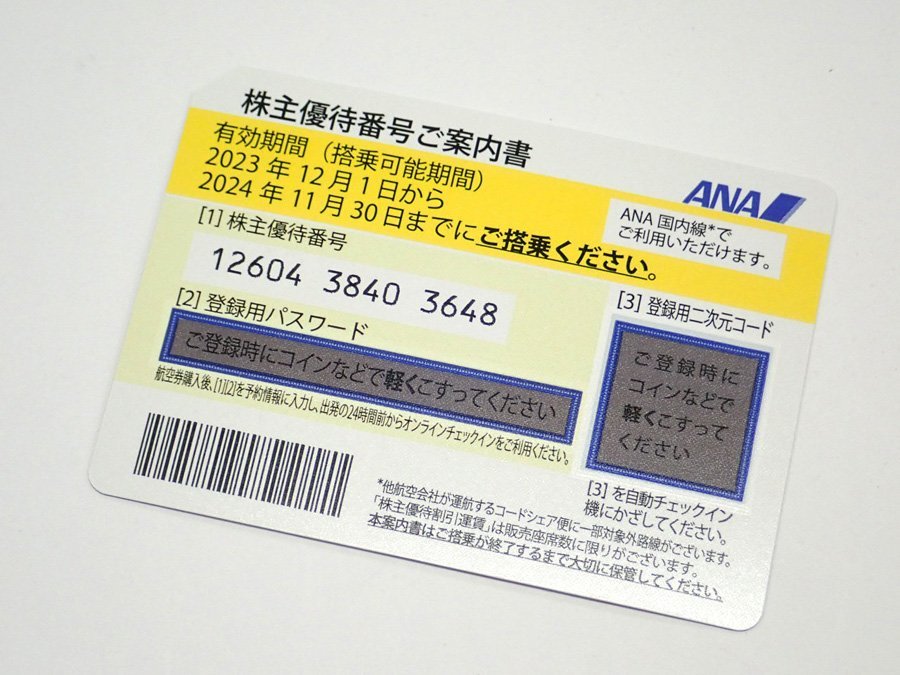 株主優待番号ご案内書
有効期間（搭乗可能期間）
2023 年 12 月 1 日から
2024 年 11 月 30 日までにご搭乗ください。
ANA
ANA 国内線*で
ご利用いただけます。
[1] 株主優待番号
12604 3840 3648
[2] 登録用パスワード
ご登録時にコインなどで軽くこすってください
航空券購入後、[1][2]を予約情報に入力し、出発の24時間前からオンラインチェックインをご利用ください。
[3] 登録用二次元コード
ご登録時に
コインなどで
軽くこすって
ください
[3] を自動チェックイン
機にかざしてください。
*他航空会社が運航するコードシェア便に一部対象外路線がございます。
「株主優待割引運賃」は販売座席数に限りがございます。
本案内書はご搭乗が終了するまで大切に保管してください。